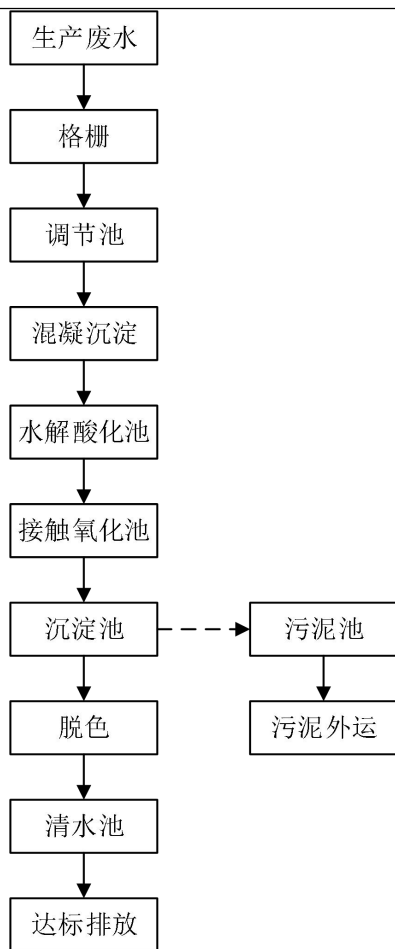 生产废水
格栅
调节池
混凝沉淀
水解酸化池
接触氧化池
沉淀池
污泥池
脱色
污泥外运
清水池
达标排放